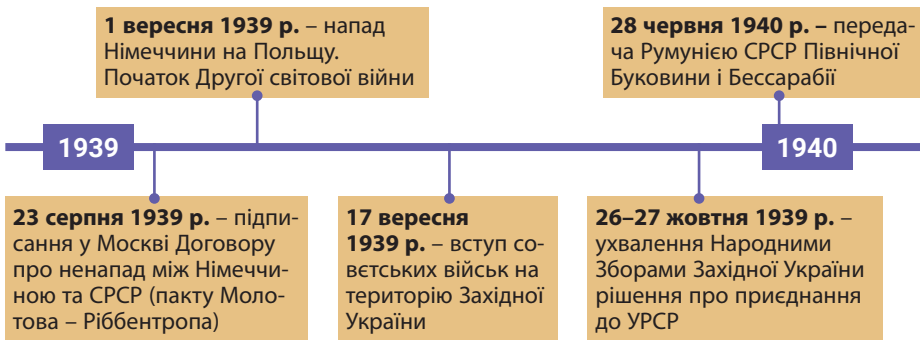 1 вересня 1939 р. – напад
Німеччини на Польщу.
Початок Другої світової війни
28 червня 1940 р. – переда-
ча Румунією СРСР Північної
Буковини і Бессарабії
1939
1940
23 серпня 1939 р. – підпи-
сання у Москві Договору
про ненапад між Німеччи-
ною та СРСР (пакту Моло-
това – Ріббентропа)
17 вересня
1939 р. – вступ со-
вєтських військ на
територію Західної
України
26–27 жовтня 1939 р. –
ухвалення Народними
Зборами Західної України
рішення про приєднання
до УРСР